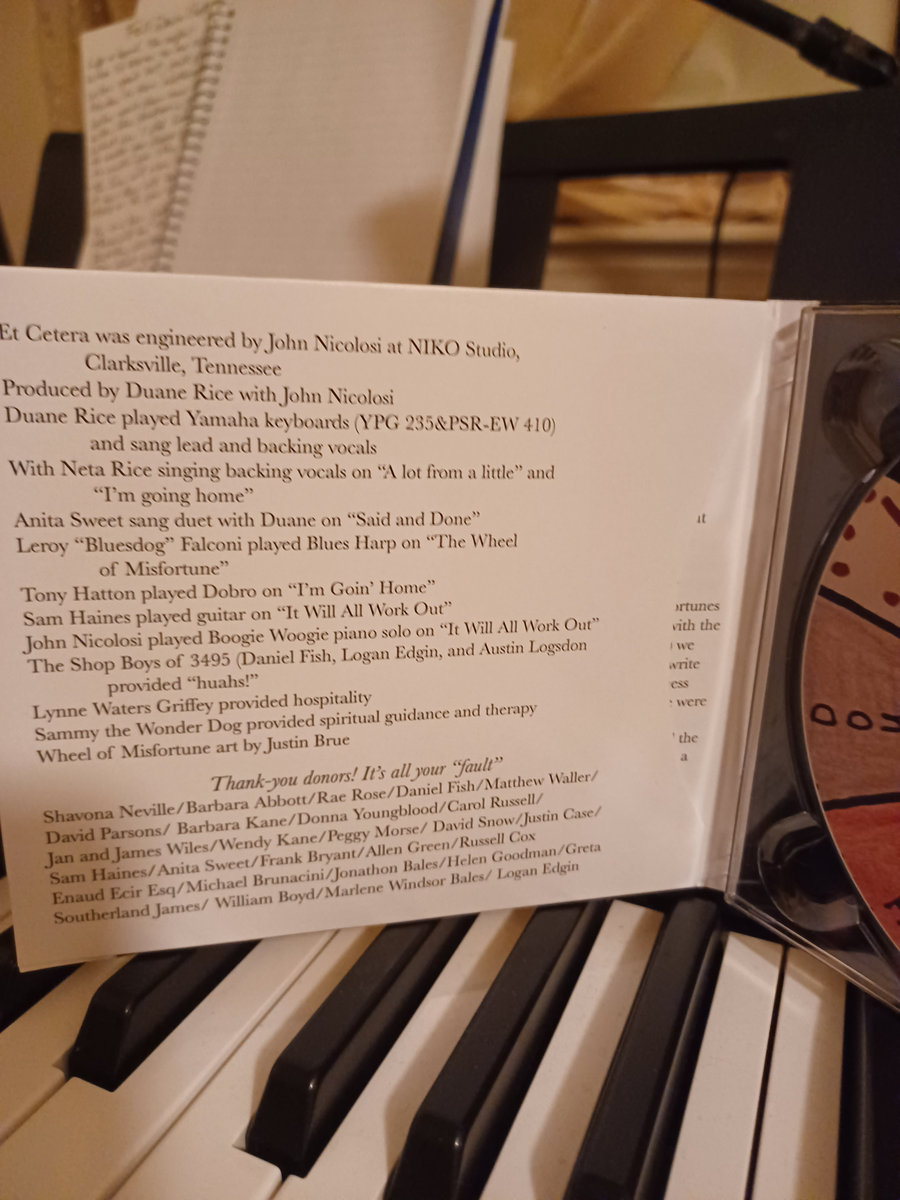 Et Cetera was engineered by John Nicolosi at NIKO Studio,
Clarksville, Tennessee
Produced by Duane Rice with John Nicolosi
Duane Rice played Yamaha keyboards (YPG 235&PSR-EW 410)
and sang lead and backing vocals
With Neta Rice singing backing vocals on “A lot from a little” and
“I’m going home”
Anita Sweet sang duet with Duane on “Said and Done”
Leroy “Bluesdog” Falconi played Blues Harp on “The Wheel
of Misfortune”
Tony Hatton played Dobro on “I’m Goin’ Home”
Sam Haines played guitar on “It Will All Work Out”
John Nicolosi played Boogie Woogie piano solo on “It Will All Work Out”
The Shop Boys of 3495 (Daniel Fish, Logan Edgin, and Austin Logsdon
provided “huahs!”
Lynne Waters Griffey provided hospitality
Sammy the Wonder Dog provided spiritual guidance and therapy
Wheel of Misfortune art by Justin Brue
Thank-you donors! It’s all your “fault”
Shavona Neville/Barbara Abbott/Rae Rose/Daniel Fish/Matthew Waller/
David Parsons/ Barbara Kane/Donna Youngblood/Carol Russell/
Jan and James Wiles/Wendy Kane/Peggy Morse/ David Snow/Justin Case/
Sam Haines/Anita Sweet/Frank Bryant/Allen Green/Russell Cox
Enaud Ecir Esq/Michael Brunacini/Jonathon Bales/Helen Goodman/Greta
Southerland James/ William Boyd/Marlene Windsor Bales/ Logan Edgin
ortunes
with the
we
write
ess
were
the
a